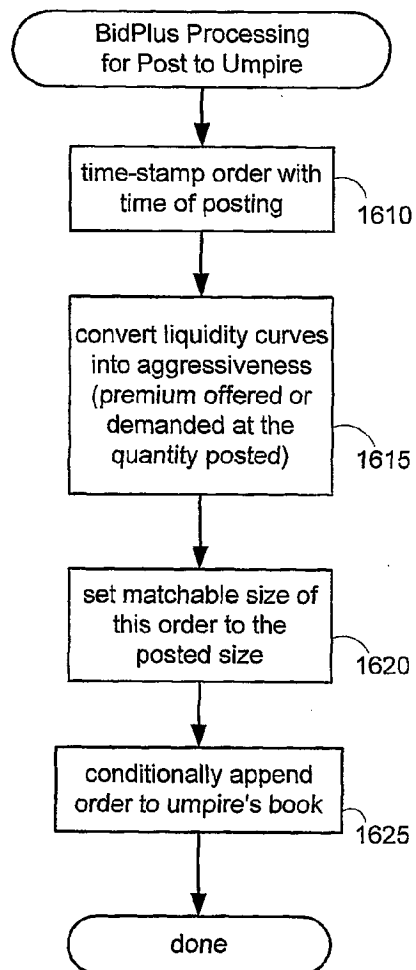 BidPlus Processing
for Post to Umpire
time-stamp order with
time of posting
1610
convert liquidity curves
into aggressiveness
(premium offered or
demanded at the
quantity posted)
1615
set matchable size of
this order to the
posted size
1620
conditionally append
order to umpire's book
1625
done